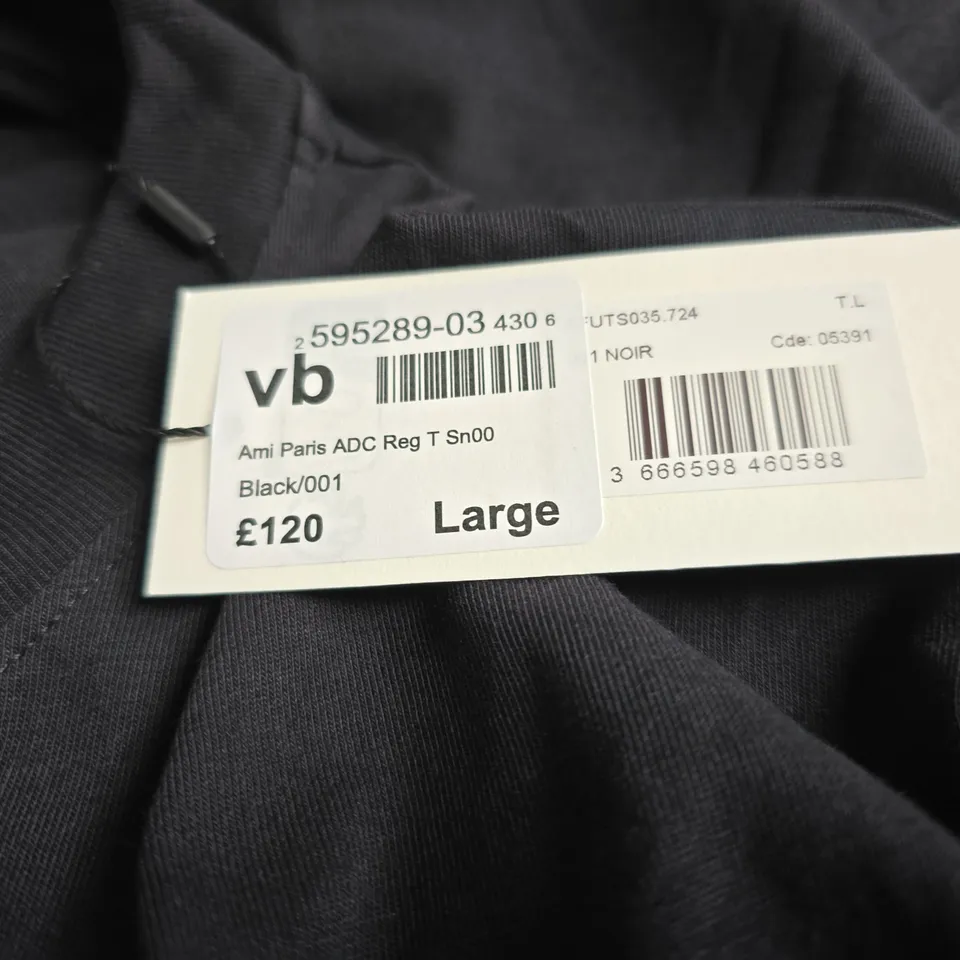 2 595289-03 430 6
vb
Ami Paris ADC Reg T Sn00
Black/001
£120 Large
UTS035.724 T.L
1 NOIR Cde: 05391
3 666598 460588